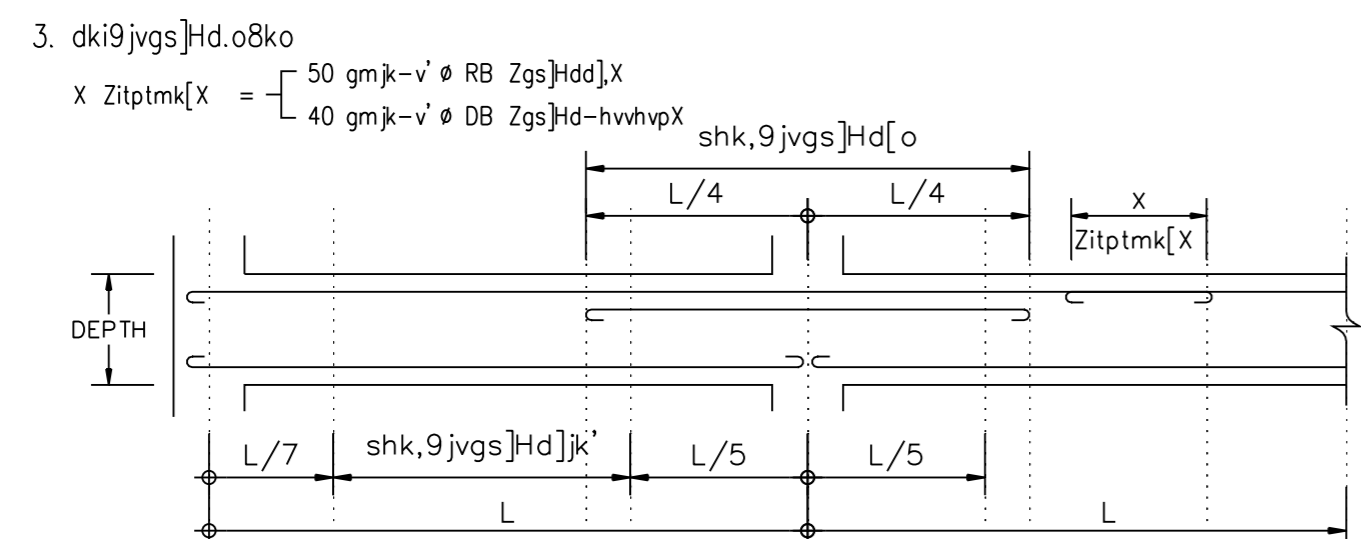 3. dki9jvgs]Hd.o8ko
X Zitptmk[X =
50 gmjk-v' ø RB Zgs]Hdd],X
40 gmjk-v' ø DB Zgs]Hd-hvvhvpX
shk,9jvgs]Hd[o
L/4 L/4 X
Zitptmk[X
DEPTH
L/7 shk,9jvgs]Hd]jk' L/5 L/5
L L